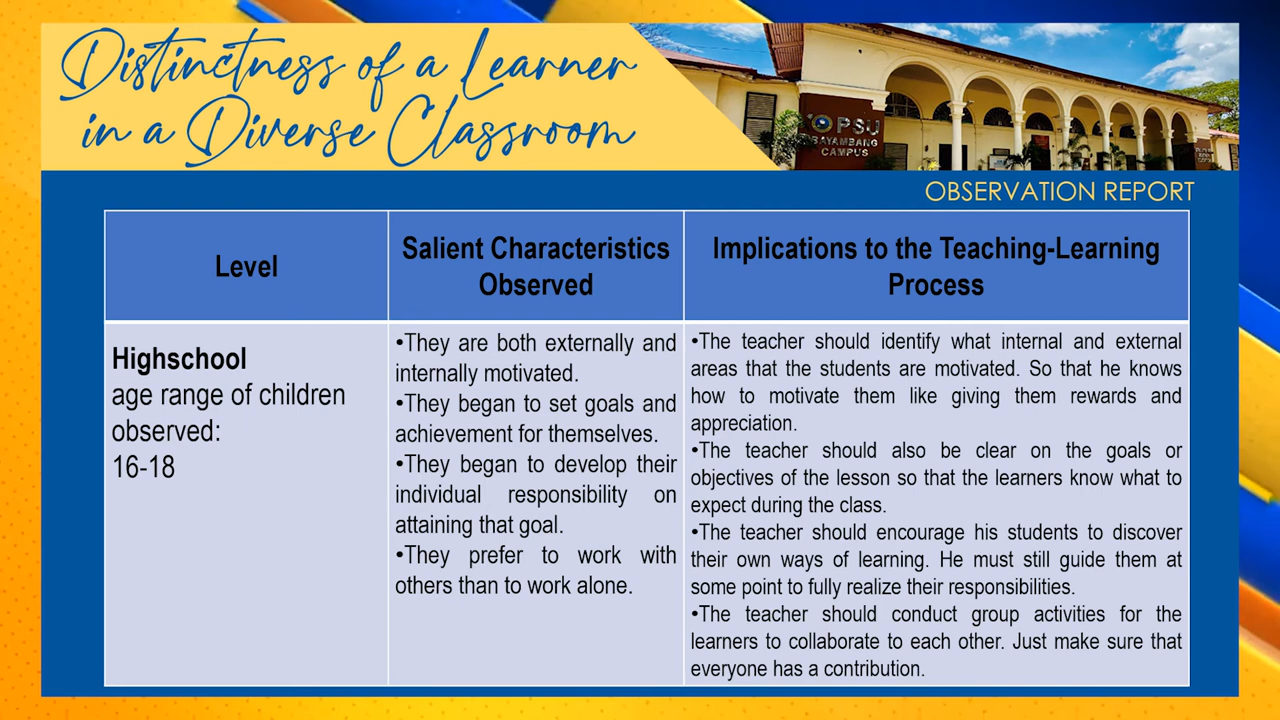 Distinctness of a Learner
in a Diverse Classroom
PSU
BAYAMBANG
CAMPUS
OBSERVATION REPORT
Level
Salient Characteristics
Observed
Implications to the Teaching-Learning
Process
Highschool
age range of children
observed:
16-18
•They are both externally and
internally motivated.
•They began to set goals and
achievement for themselves.
•They began to develop their
individual responsibility on
attaining that goal.
•They prefer to work with
others than to work alone.
•The teacher should identify what internal and external
areas that the students are motivated. So that he knows
how to motivate them like giving them rewards and
appreciation.
•The teacher should also be clear on the goals or
objectives of the lesson so that the learners know what to
expect during the class.
•The teacher should encourage his students to discover
their own ways of learning. He must still guide them at
some point to fully realize their responsibilities.
•The teacher should conduct group activities for the
learners to collaborate to each other. Just make sure that
everyone has a contribution.